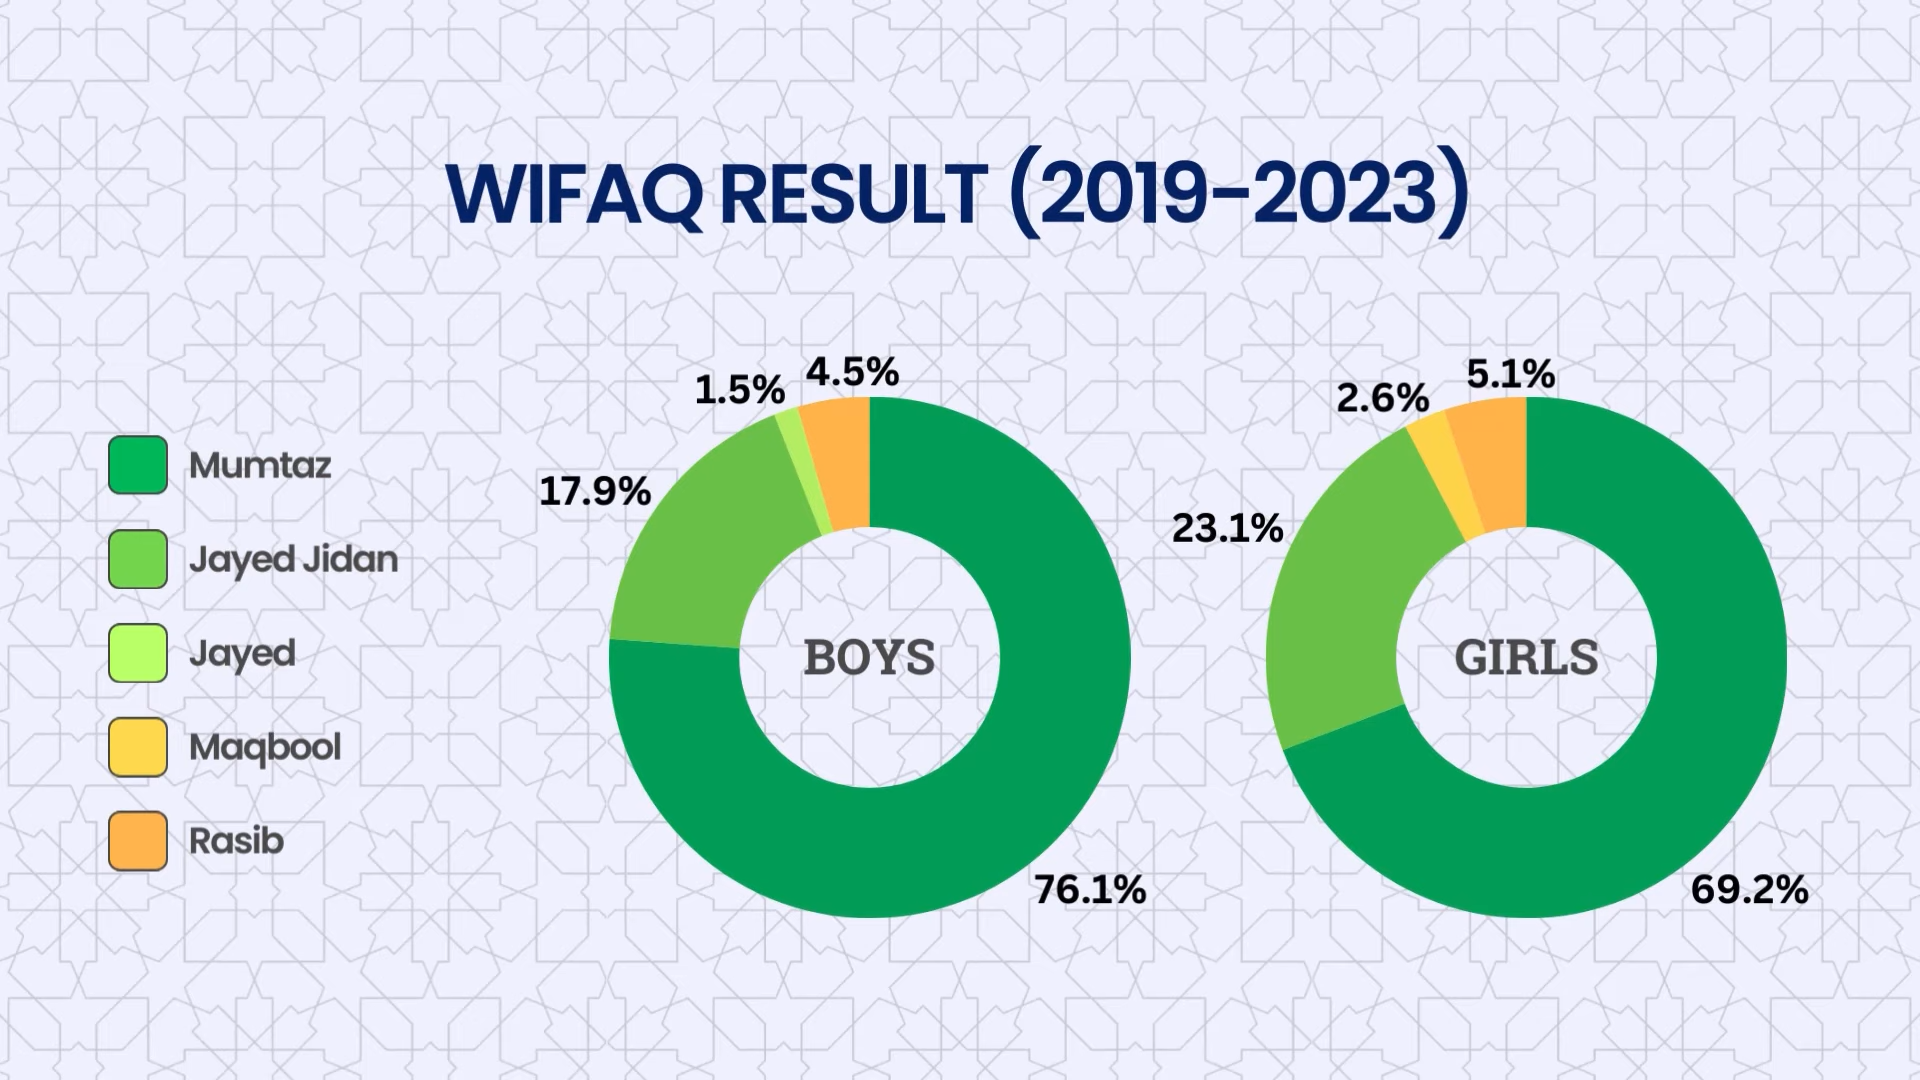 WIFAQ RESULT (2019-2023)
Mumtaz
Jayed Jidan
Jayed
Maqbool
Rasib
1.5%
4.5%
17.9%
BOYS
76.1%
2.6%
5.1%
23.1%
GIRLS
69.2%